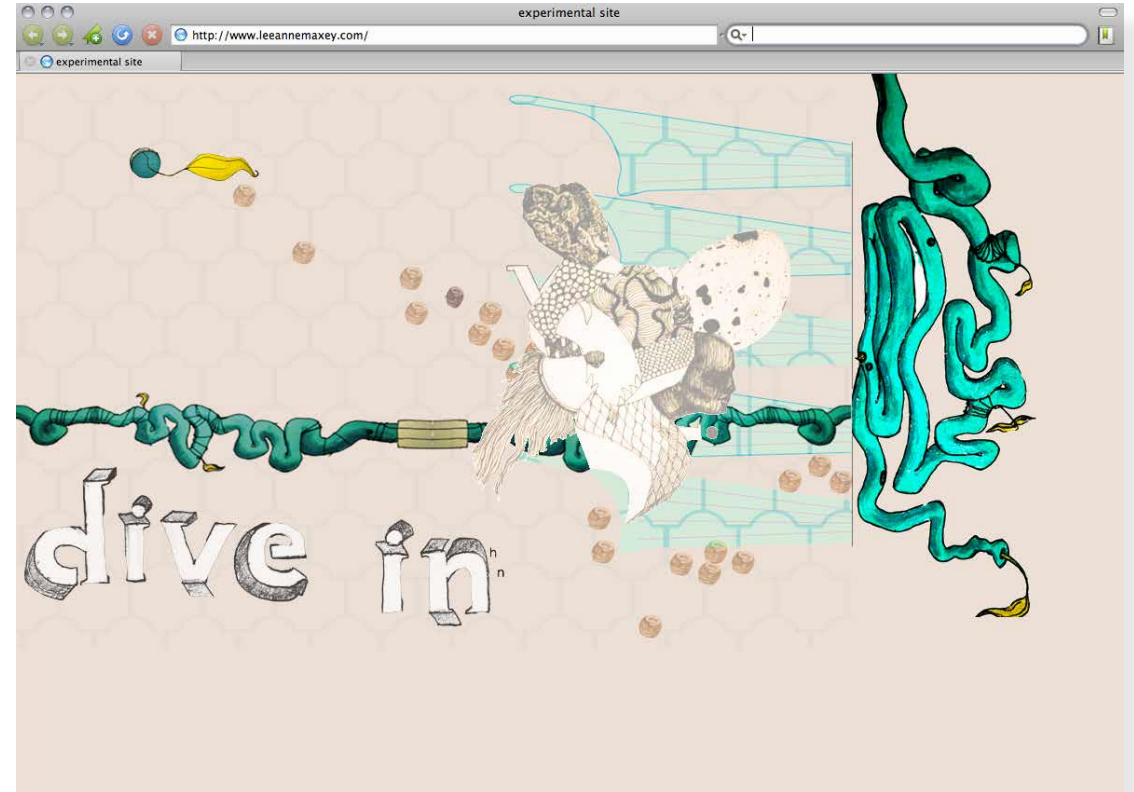 experimental site
http://www.leeannemaxey.com/
experimental site
dive in
h
n